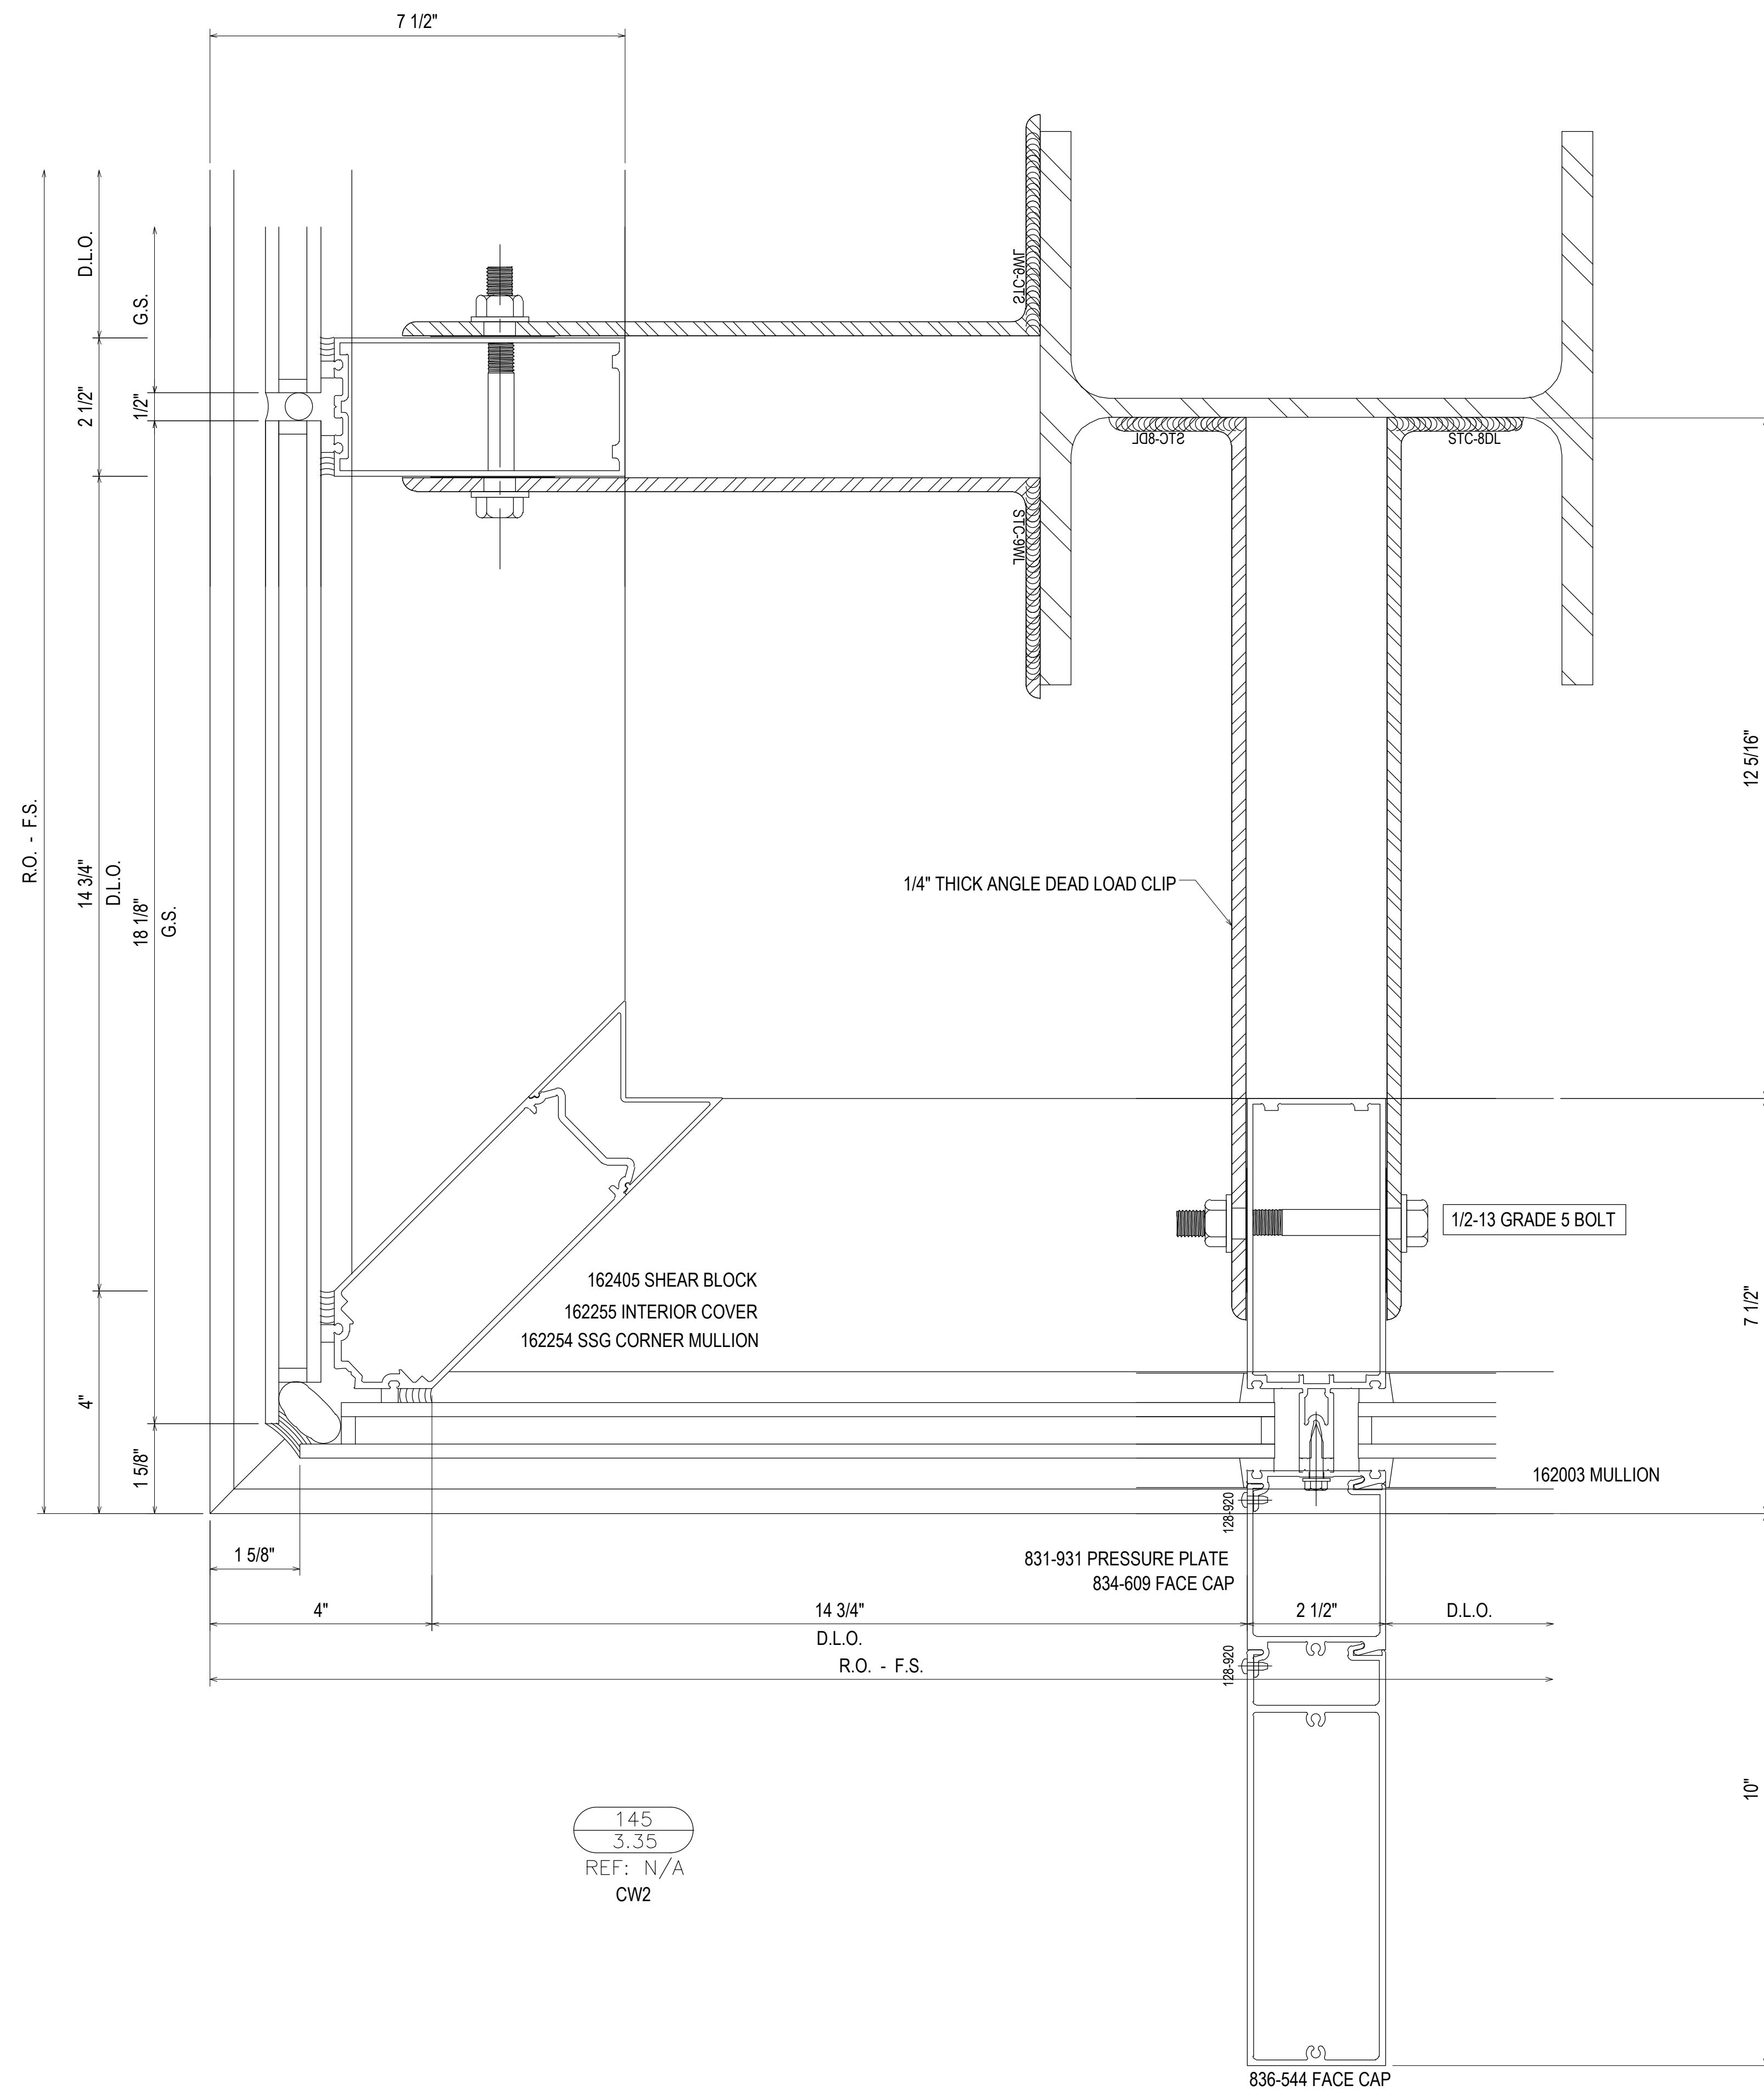 7 1/2"
D.L.O.
G.S.
2 1/2"
1/2"
R.O. - F.S.
14 3/4"
D.L.O.
18 1/8"
G.S.
4"
1 5/8"
STC-9WL
STC-9WL
STC-8DL
STC-8DL
12 5/16"
1/4" THICK ANGLE DEAD LOAD CLIP
1/2-13 GRADE 5 BOLT
7 1/2"
162405 SHEAR BLOCK
162255 INTERIOR COVER
162254 SSG CORNER MULLION
162003 MULLION
128-920
831-931 PRESSURE PLATE
834-609 FACE CAP
1 5/8"
4"
14 3/4"
D.L.O.
2 1/2"
D.L.O.
R.O. - F.S.
128-920
10"
145
3.35
REF: N/A
CW2
836-544 FACE CAP